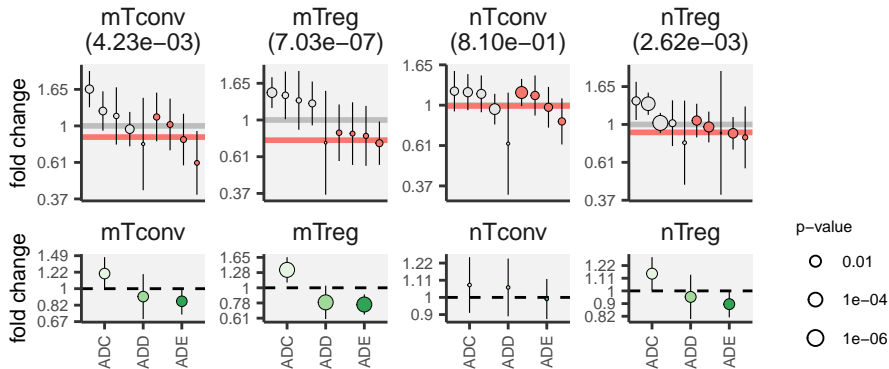 mTconv
(4.23e−03)
mTreg
(7.03e−07)
nTconv
(8.10e−01)
nTreg
(2.62e−03)
fold change
1.65
1
0.61
0.37
1.65
1
0.61
0.37
1.65
1
0.61
0.37
1.65
1
0.61
0.37
mTconv
mTreg
nTconv
nTreg
fold change
1.49
1.22
1
0.82
0.67
1.65
1.28
1
0.78
0.61
1.22
1.11
1
0.9
1.22
1.11
1
0.9
0.82
ADC
ADD
ADE
ADC
ADD
ADE
ADC
ADD
ADE
ADC
ADD
ADE
p−value
0.01
1e−04
1e−06